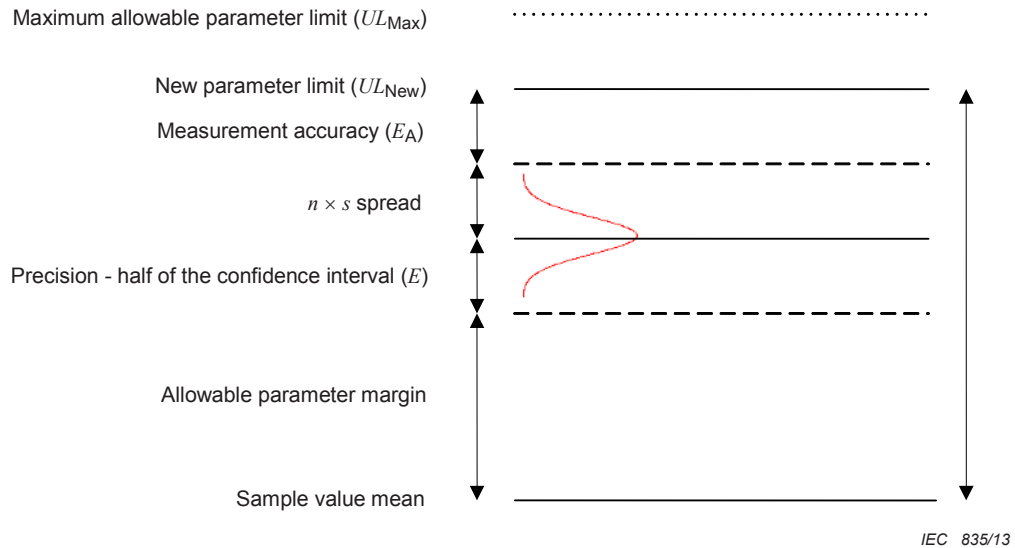 Maximum allowable parameter limit (ULMax)
New parameter limit (ULNew)
Measurement accuracy (EA)
n × s spread
Precision - half of the confidence interval (E)
Allowable parameter margin
Sample value mean
IEC 835/13